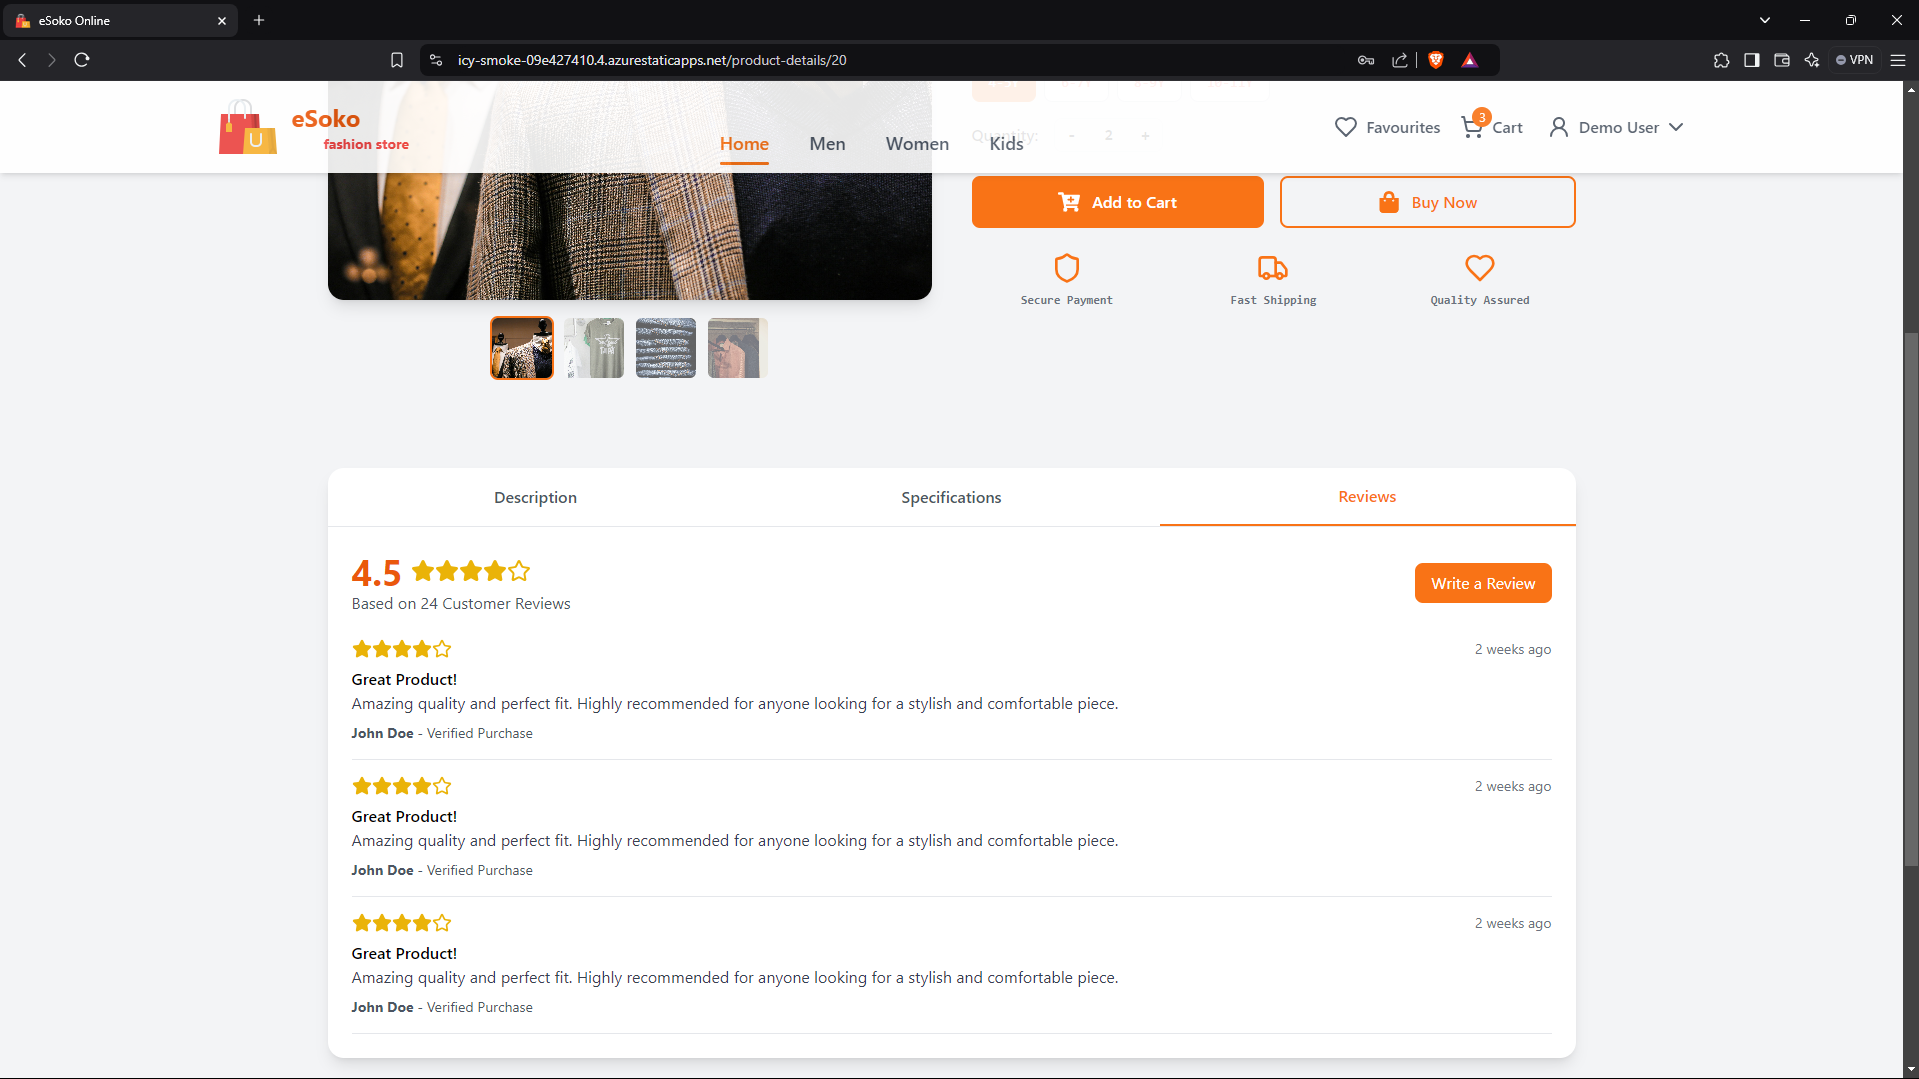 eSoko Online
icy-smoke-09e427410.4.azurestaticapps.net/product-details/20
VPN
eSoko
fashion store
Home
Men
Women
Kids
Favourites
3
Cart
Demo User
Quantity:
-
2
+
Add to Cart
Buy Now
Secure Payment
Fast Shipping
Quality Assured
Description
Specifications
Reviews
4.5
Based on 24 Customer Reviews
Write a Review
2 weeks ago
Great Product!
Amazing quality and perfect fit. Highly recommended for anyone looking for a stylish and comfortable piece.
John Doe - Verified Purchase
2 weeks ago
Great Product!
Amazing quality and perfect fit. Highly recommended for anyone looking for a stylish and comfortable piece.
John Doe - Verified Purchase
2 weeks ago
Great Product!
Amazing quality and perfect fit. Highly recommended for anyone looking for a stylish and comfortable piece.
John Doe - Verified Purchase